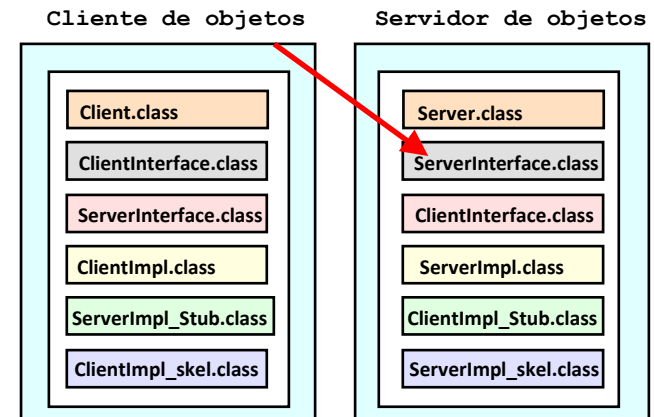 Cliente de objetos
Servidor de objetos
Client.class
ClientInterface.class
ServerInterface.class
ClientImpl.class
ServerImpl_Stub.class
ClientImpl_skel.class
Server.class
ServerInterface.class
ClientInterface.class
ServerImpl.class
ClientImpl_Stub.class
ServerImpl_skel.class